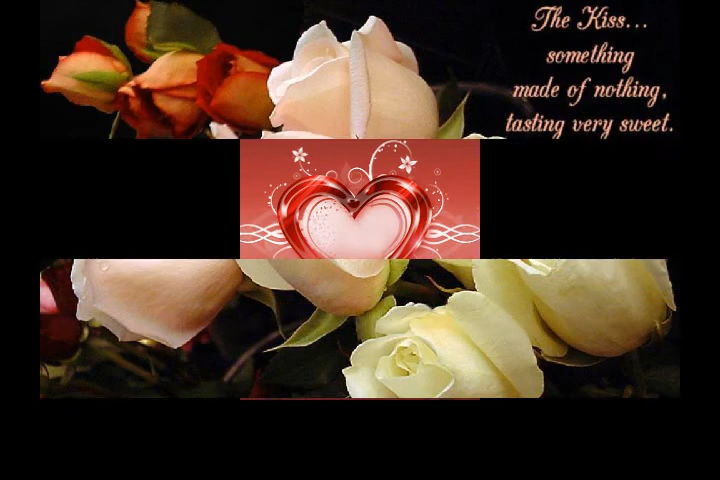 The Kiss...
something
made of nothing,
tasting very sweet.